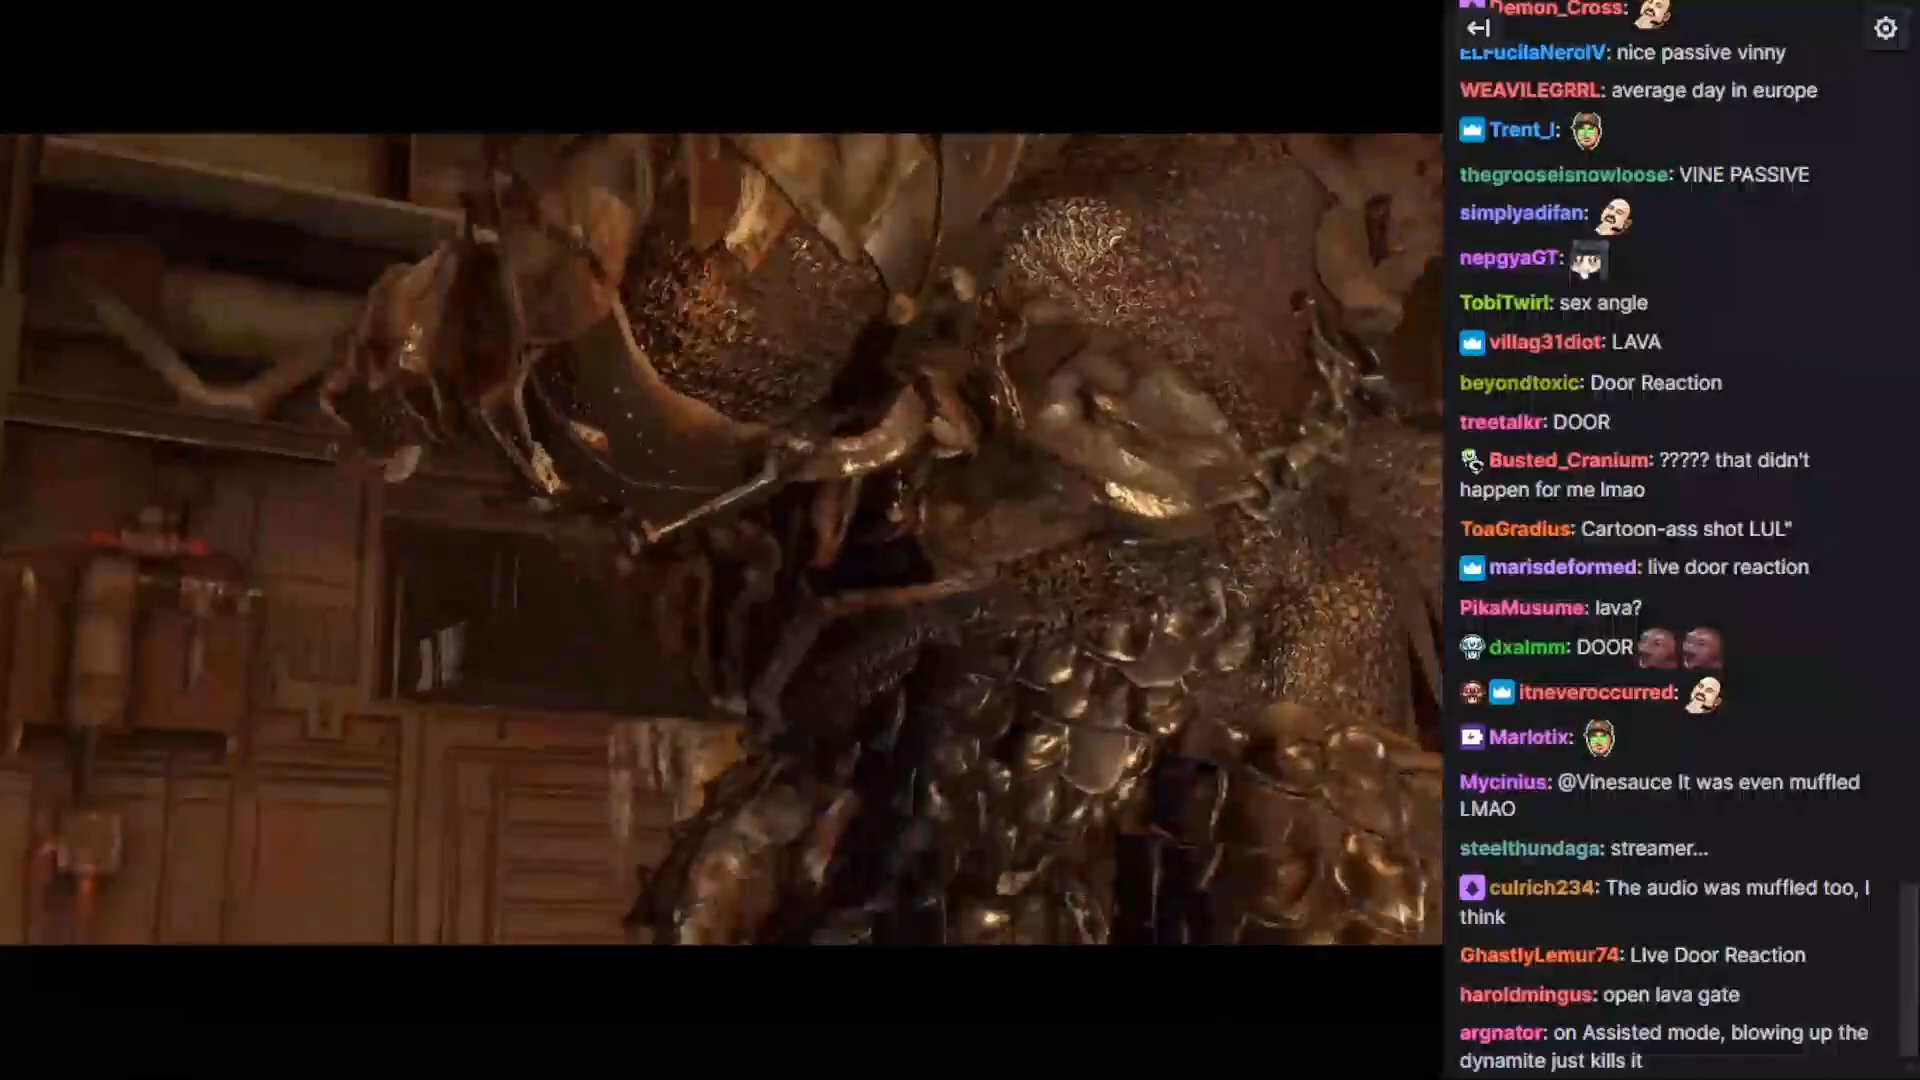 Demon_Cross:
ELFucilaNeroIV: nice passive vinny
WEAVILEGRRL: average day in europe
Trent_I:
thegrooseisnowloose: VINE PASSIVE
simplyadifan:
nepgyaGT:
TobiTwirl: sex angle
villag31diot: LAVA
beyondtoxic: Door Reaction
treetalkr: DOOR
Busted_Cranium: ????? that didn't
happen for me lmao
ToaGradius: Cartoon-ass shot LUL"
marisdeformed: live door reaction
PikaMusume: lava?
dxalmm: DOOR
itneveroccurred:
Marlotix:
Mycinius: @Vinesauce It was even muffled
LMAO
steelthundaga: streamer...
culrich234: The audio was muffled too, I
think
GhastlyLemur74: LIve Door Reaction
haroldmingus: open lava gate
argnator: on Assisted mode, blowing up the
dynamite just kills it